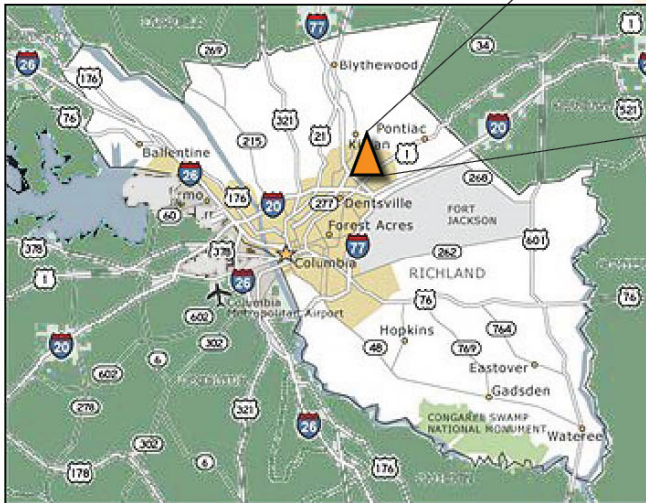 77
1
26
176
269
34
Blythewood
20
521
76
321
21
Pontiac
Ballentine
215
1
20
26
176
268
20
277
Dentsville
FORT
JACKSON
60
Forest Acres
378
378
77
262
601
1
Columbia
RICHLAND
26
76
76
Columbia
Metropolitan Airport
602
Hopkins
764
302
48
20
6
769
Eastover
602
Gadsden
278
321
CONGAREE SWAMP
NATIONAL MONUMENT
Wateree
26
302
178
6
176